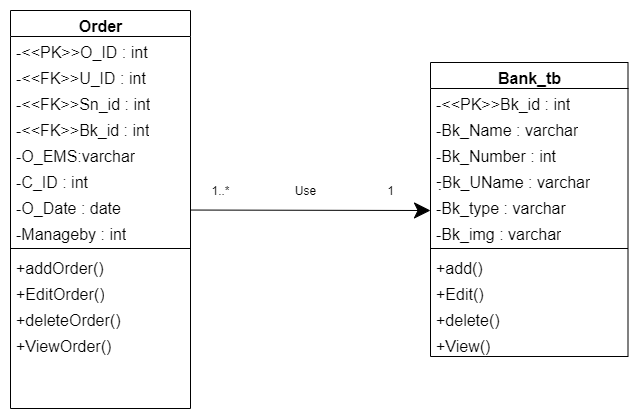 Order
-<<PK>>O_ID : int
-<<FK>>U_ID : int
-<<FK>>Sn_id : int
-<<FK>>Bk_id : int
-O_EMS:varchar
-C_ID : int
-O_Date : date
-Manageby : int
+addOrder()
+EditOrder()
+deleteOrder()
+ViewOrder()
1..*
Use
1
Bank_tb
-<<PK>>Bk_id : int
-Bk_Name : varchar
-Bk_Number : int
-Bk_UName : varchar
-Bk_type : varchar
-Bk_img : varchar
+add()
+Edit()
+delete()
+View()